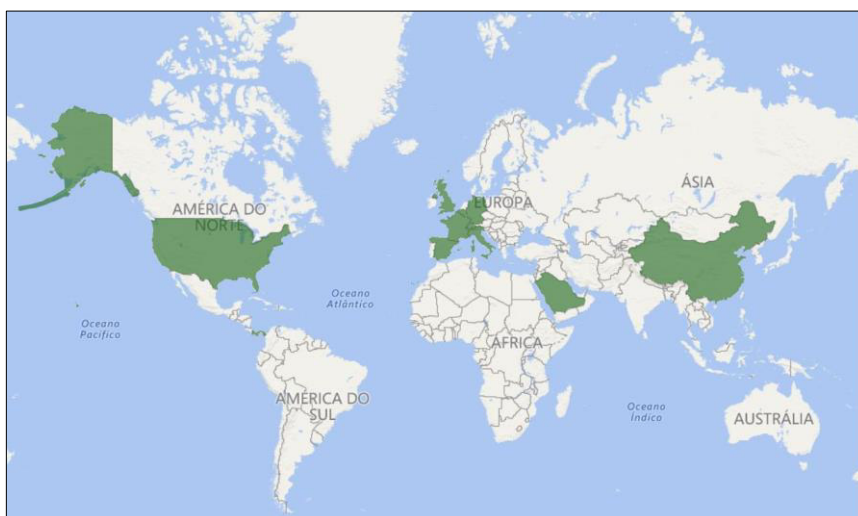 ÁSIA
EUROPA
AMÉRICA DO
NORTE
Oceano
Atlântico
Oceano
Pacífico
ÁFRICA
AMÉRICA DO
SUL
Oceano
Índico
AUSTRÁLIA